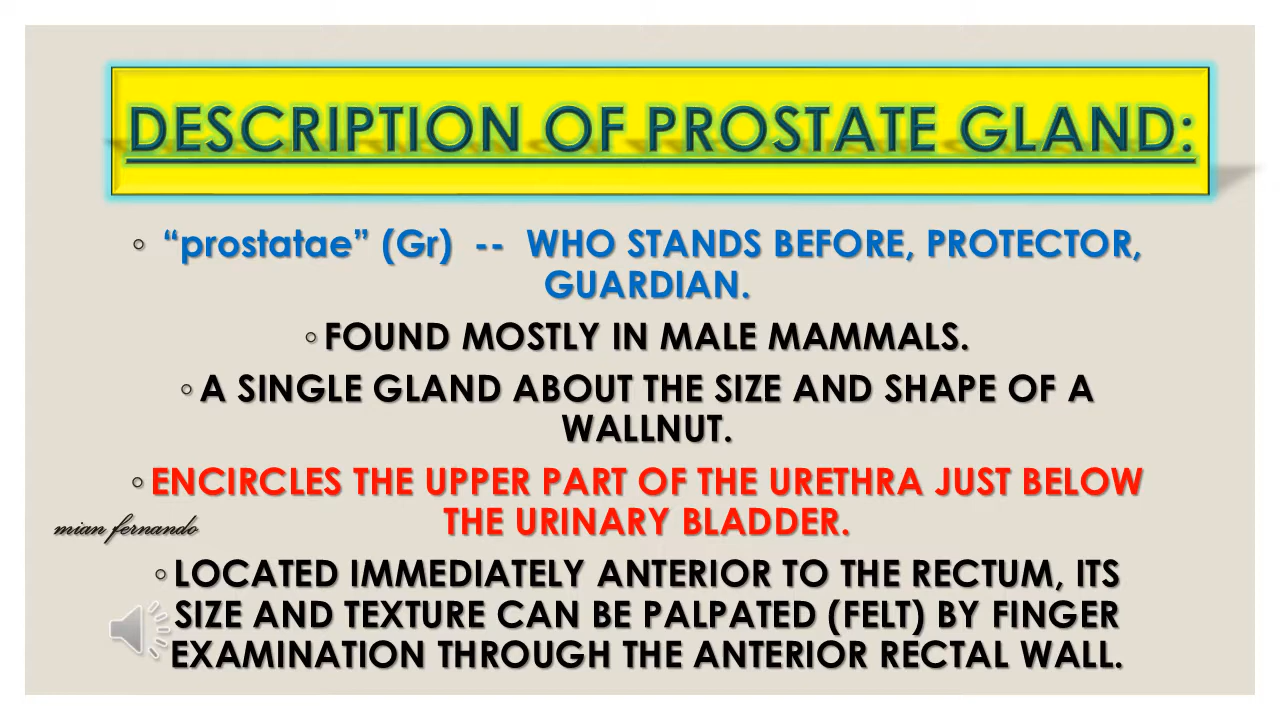 DESCRIPTION OF PROSTATE GLAND:
◦ “prostatae” (Gr) -- WHO STANDS BEFORE, PROTECTOR,
GUARDIAN.
◦ FOUND MOSTLY IN MALE MAMMALS.
◦ A SINGLE GLAND ABOUT THE SIZE AND SHAPE OF A
WALLNUT.
◦ ENCIRCLES THE UPPER PART OF THE URETHRA JUST BELOW
THE URINARY BLADDER.
mian fernando
◦ LOCATED IMMEDIATELY ANTERIOR TO THE RECTUM, ITS
SIZE AND TEXTURE CAN BE PALPATED (FELT) BY FINGER
EXAMINATION THROUGH THE ANTERIOR RECTAL WALL.